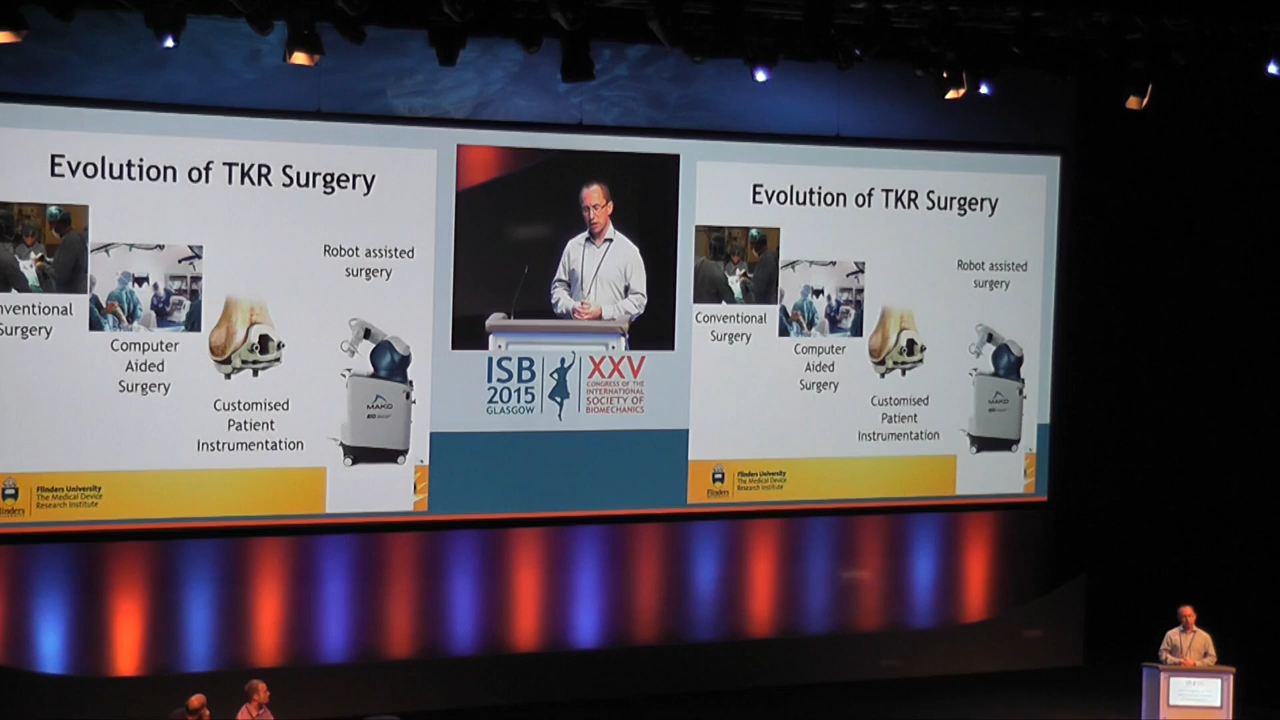 Evolution of TKR Surgery
Robot assisted
surgery
nventional
Surgery
Computer
Aided
Surgery
Customised
Patient
Instrumentation
MAKO
Flinders University
The Medical Device
Research Institute
ISB
2015
GLASGOW
XXV
CONGRESS OF THE
INTERNATIONAL
SOCIETY OF
BIOMECHANICS
Evolution of TKR Surgery
Robot assisted
surgery
Conventional
Surgery
Computer
Aided
Surgery
Customised
Patient
Instrumentation
MAKO
Flinders
Flinders University
The Medical Device
Research Institute